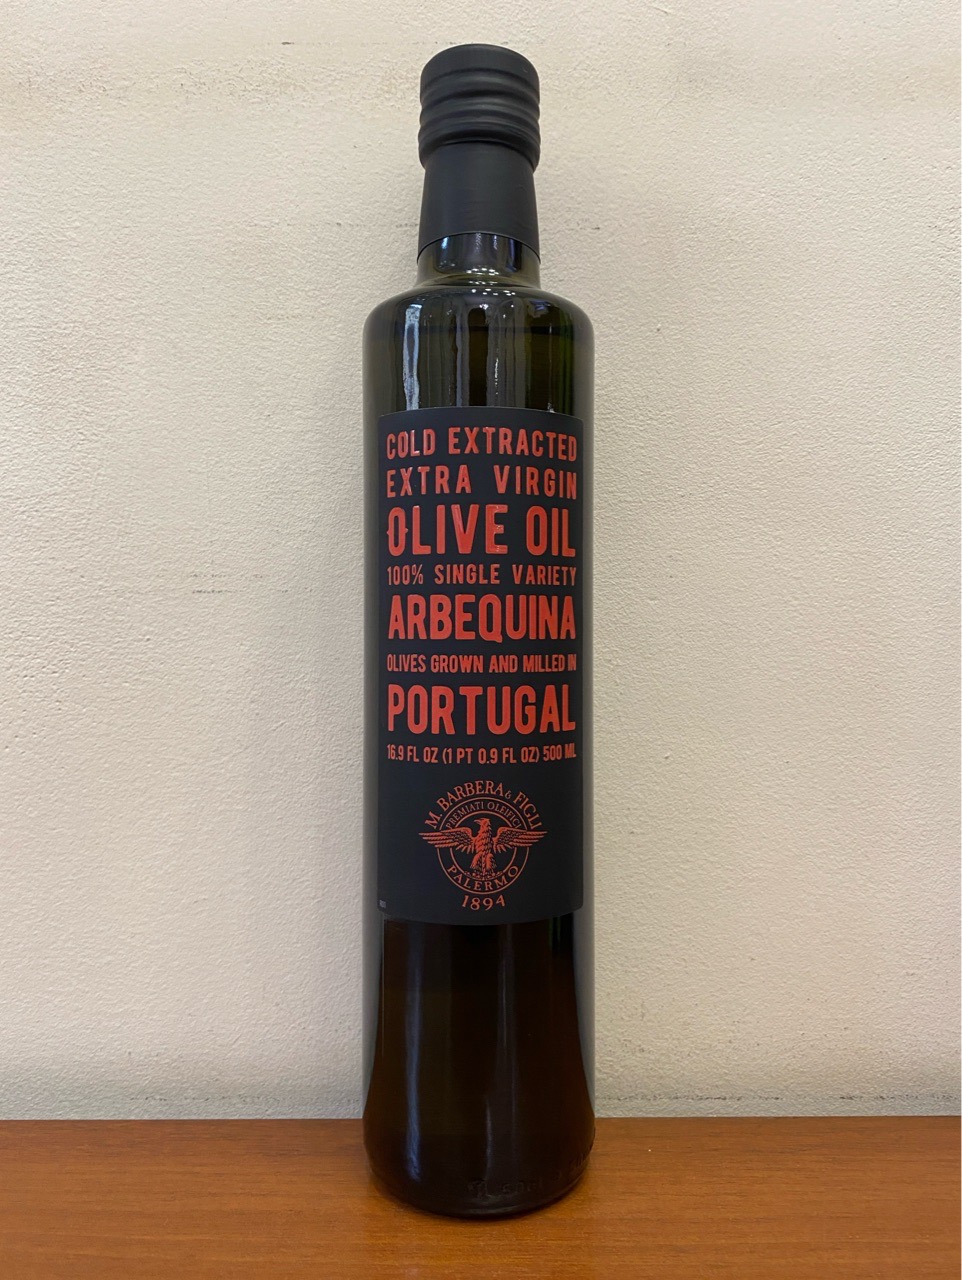 COLD EXTRACTED
EXTRA VIRGIN
OLIVE OIL
100% SINGLE VARIETY
ARBEQUINA
OLIVES GROWN AND MILLED IN
PORTUGAL
16.9 FL OZ (1 PT 0.9 FL OZ) 500 ML
M. BARBERA & FIGLI
PREMIATI OLEIFICI
PALERMO
1894